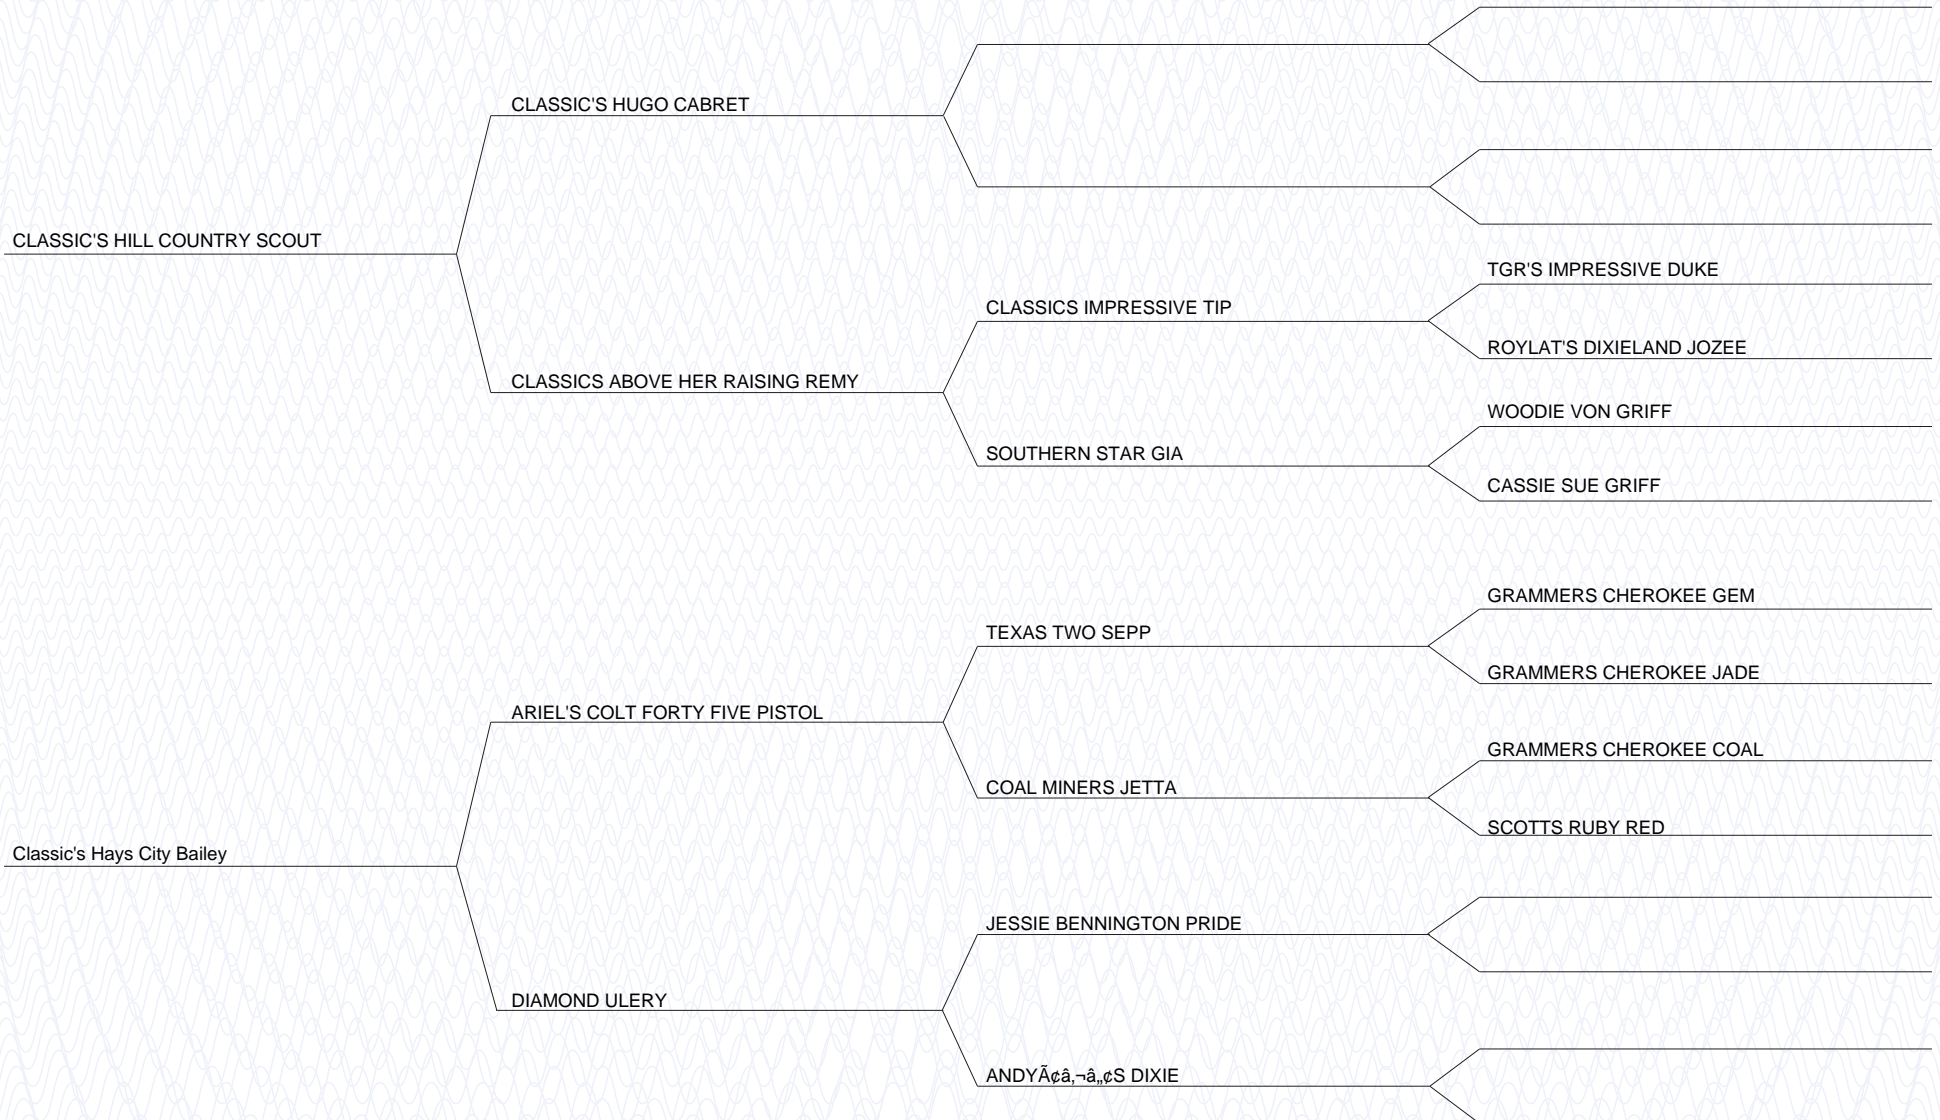 CLASSIC'S HUGO CABRET
CLASSIC'S HILL COUNTRY SCOUT
TGR'S IMPRESSIVE DUKE
CLASSICS IMPRESSIVE TIP
ROYLAT'S DIXIELAND JOZEE
CLASSICS ABOVE HER RAISING REMY
WOODIE VON GRIFF
SOUTHERN STAR GIA
CASSIE SUE GRIFF
GRAMMERS CHEROKEE GEM
TEXAS TWO SEPP
GRAMMERS CHEROKEE JADE
ARIEL'S COLT FORTY FIVE PISTOL
GRAMMERS CHEROKEE COAL
COAL MINERS JETTA
SCOTTS RUBY RED
Classic's Hays City Bailey
JESSIE BENNINGTON PRIDE
DIAMOND ULERY
ANDYÃ¢â‚¬â„¢S DIXIE